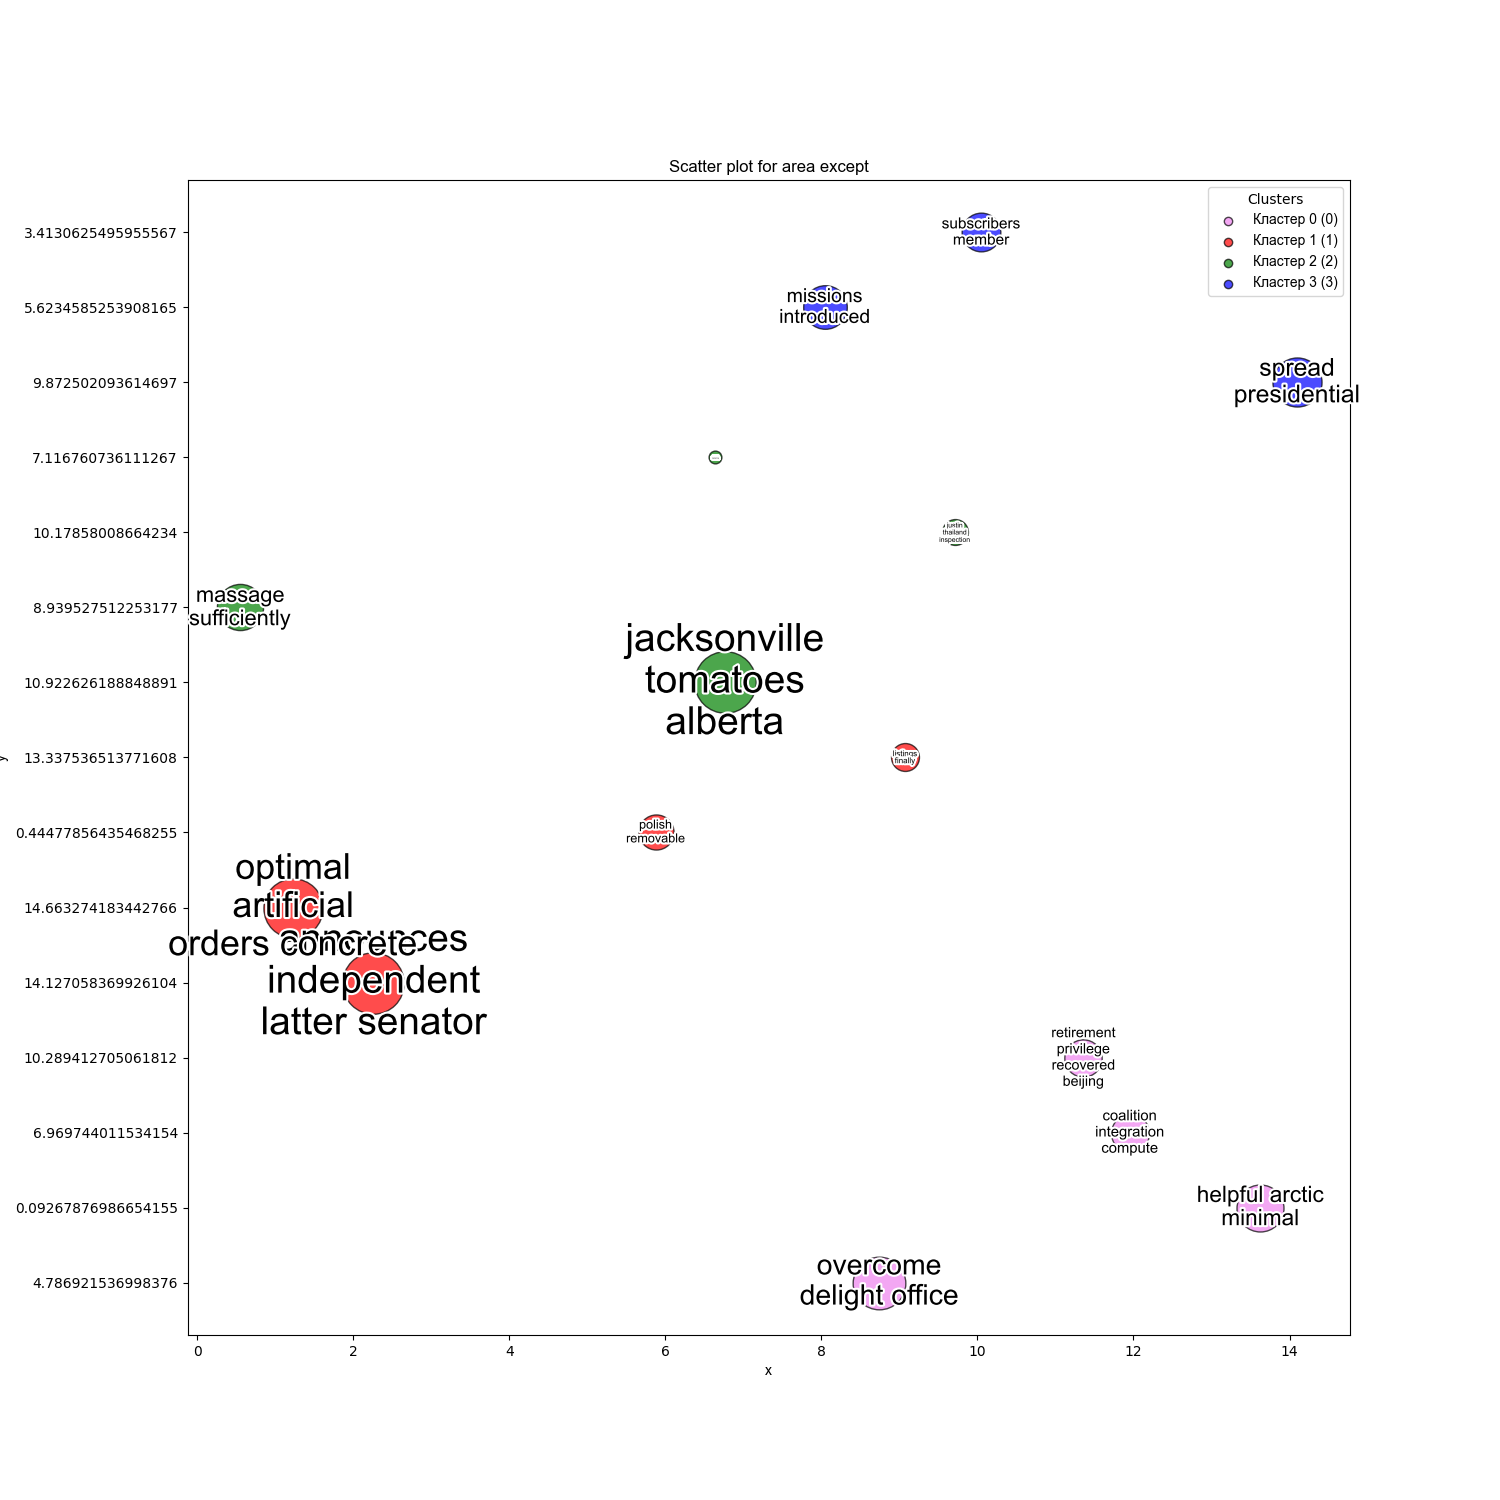 Scatter plot for area except
Clusters
Кластер 0 (0)
Кластер 1 (1)
Кластер 2 (2)
Кластер 3 (3)
3.4130625495955567
5.6234585253908165
9.872502093614697
7.116760736111267
10.17858008664234
8.939527512253177
10.922626188848891
13.337536513771608
0.44477856435468255
14.663274183442766
14.127058369926104
10.289412705061812
6.969744011534154
0.09267876986654155
4.786921536998376
y
subscribers
member
missions
introduced
spread
presidential
justin
thailand
inspection
massage
sufficiently
jacksonville
tomatoes
alberta
listings
finally
polish
removable
optimal
artificial
orders concrete
announces
independent
latter senator
retirement
privilege
recovered
beijing
coalition
integration
compute
helpful arctic
minimal
overcome
delight office
0
2
4
6
8
10
12
14
x